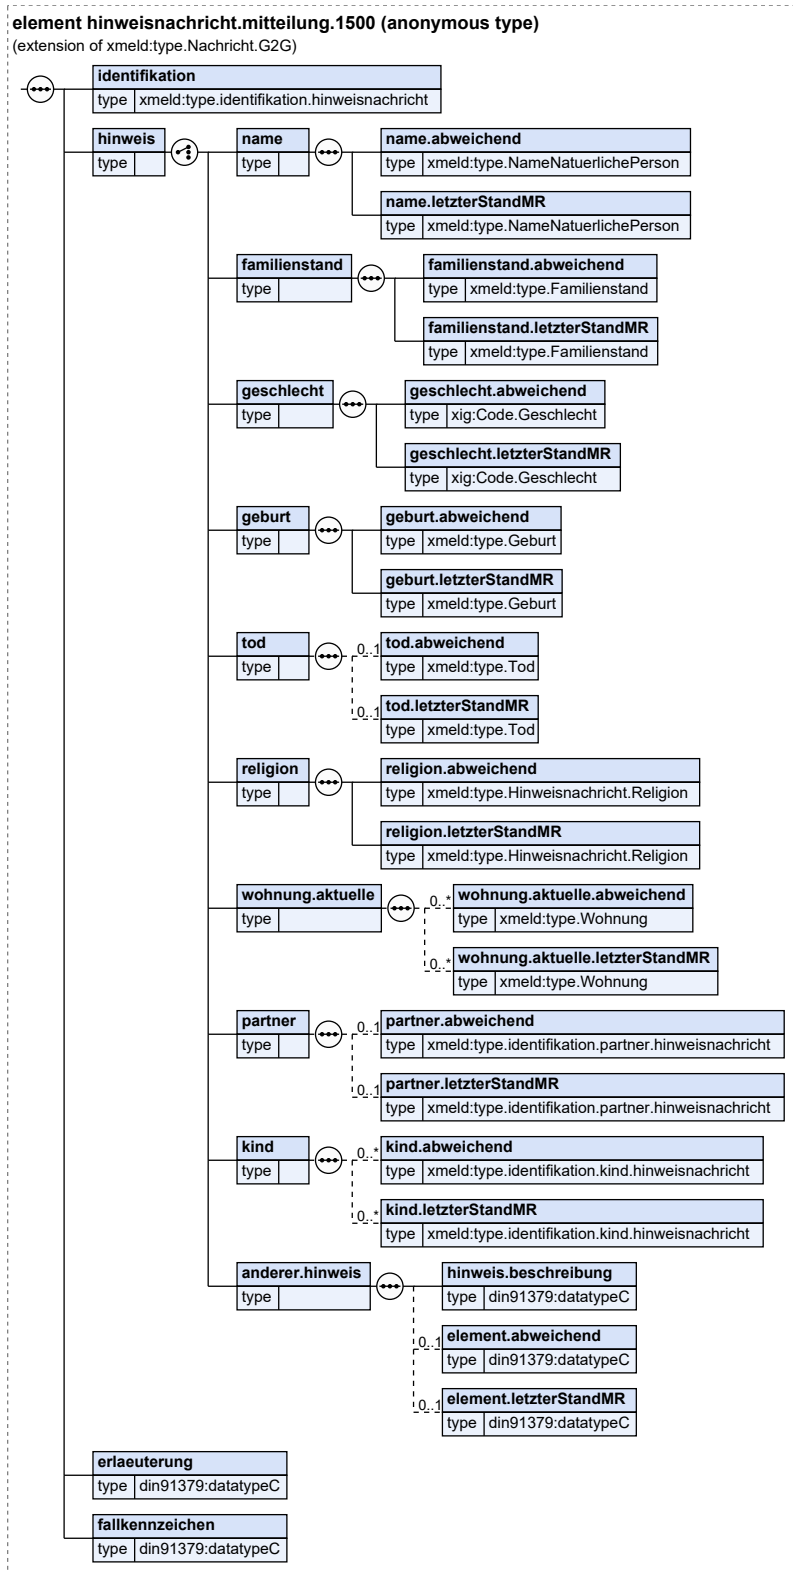 element hinweisnachricht.mitteilung.1500 (anonymous type)
(extension of xmeld:type.Nachricht.G2G)
identifikation
type xmeld:type.identifikation.hinweisnachricht
hinweis
type
name
type
name.abweichend
type xmeld:type.NameNatuerlichePerson
name.letzterStandMR
type xmeld:type.NameNatuerlichePerson
familienstand
type
familienstand.abweichend
type xmeld:type.Familienstand
familienstand.letzterStandMR
type xmeld:type.Familienstand
geschlecht
type
geschlecht.abweichend
type xig:Code.Geschlecht
geschlecht.letzterStandMR
type xig:Code.Geschlecht
geburt
type
geburt.abweichend
type xmeld:type.Geburt
geburt.letzterStandMR
type xmeld:type.Geburt
tod
type
0..1 tod.abweichend
type xmeld:type.Tod
0..1 tod.letzterStandMR
type xmeld:type.Tod
religion
type
religion.abweichend
type xmeld:type.Hinweisnachricht.Religion
religion.letzterStandMR
type xmeld:type.Hinweisnachricht.Religion
wohnung.aktuelle
type
0..* wohnung.aktuelle.abweichend
type xmeld:type.Wohnung
0..* wohnung.aktuelle.letzterStandMR
type xmeld:type.Wohnung
partner
type
0..1 partner.abweichend
type xmeld:type.identifikation.partner.hinweisnachricht
0..1 partner.letzterStandMR
type xmeld:type.identifikation.partner.hinweisnachricht
kind
type
0..* kind.abweichend
type xmeld:type.identifikation.kind.hinweisnachricht
0..* kind.letzterStandMR
type xmeld:type.identifikation.kind.hinweisnachricht
anderer.hinweis
type
hinweis.beschreibung
type din91379:datatypeC
0..1 element.abweichend
type din91379:datatypeC
0..1 element.letzterStandMR
type din91379:datatypeC
erlaeuterung
type din91379:datatypeC
fallkennzeichen
type din91379:datatypeC